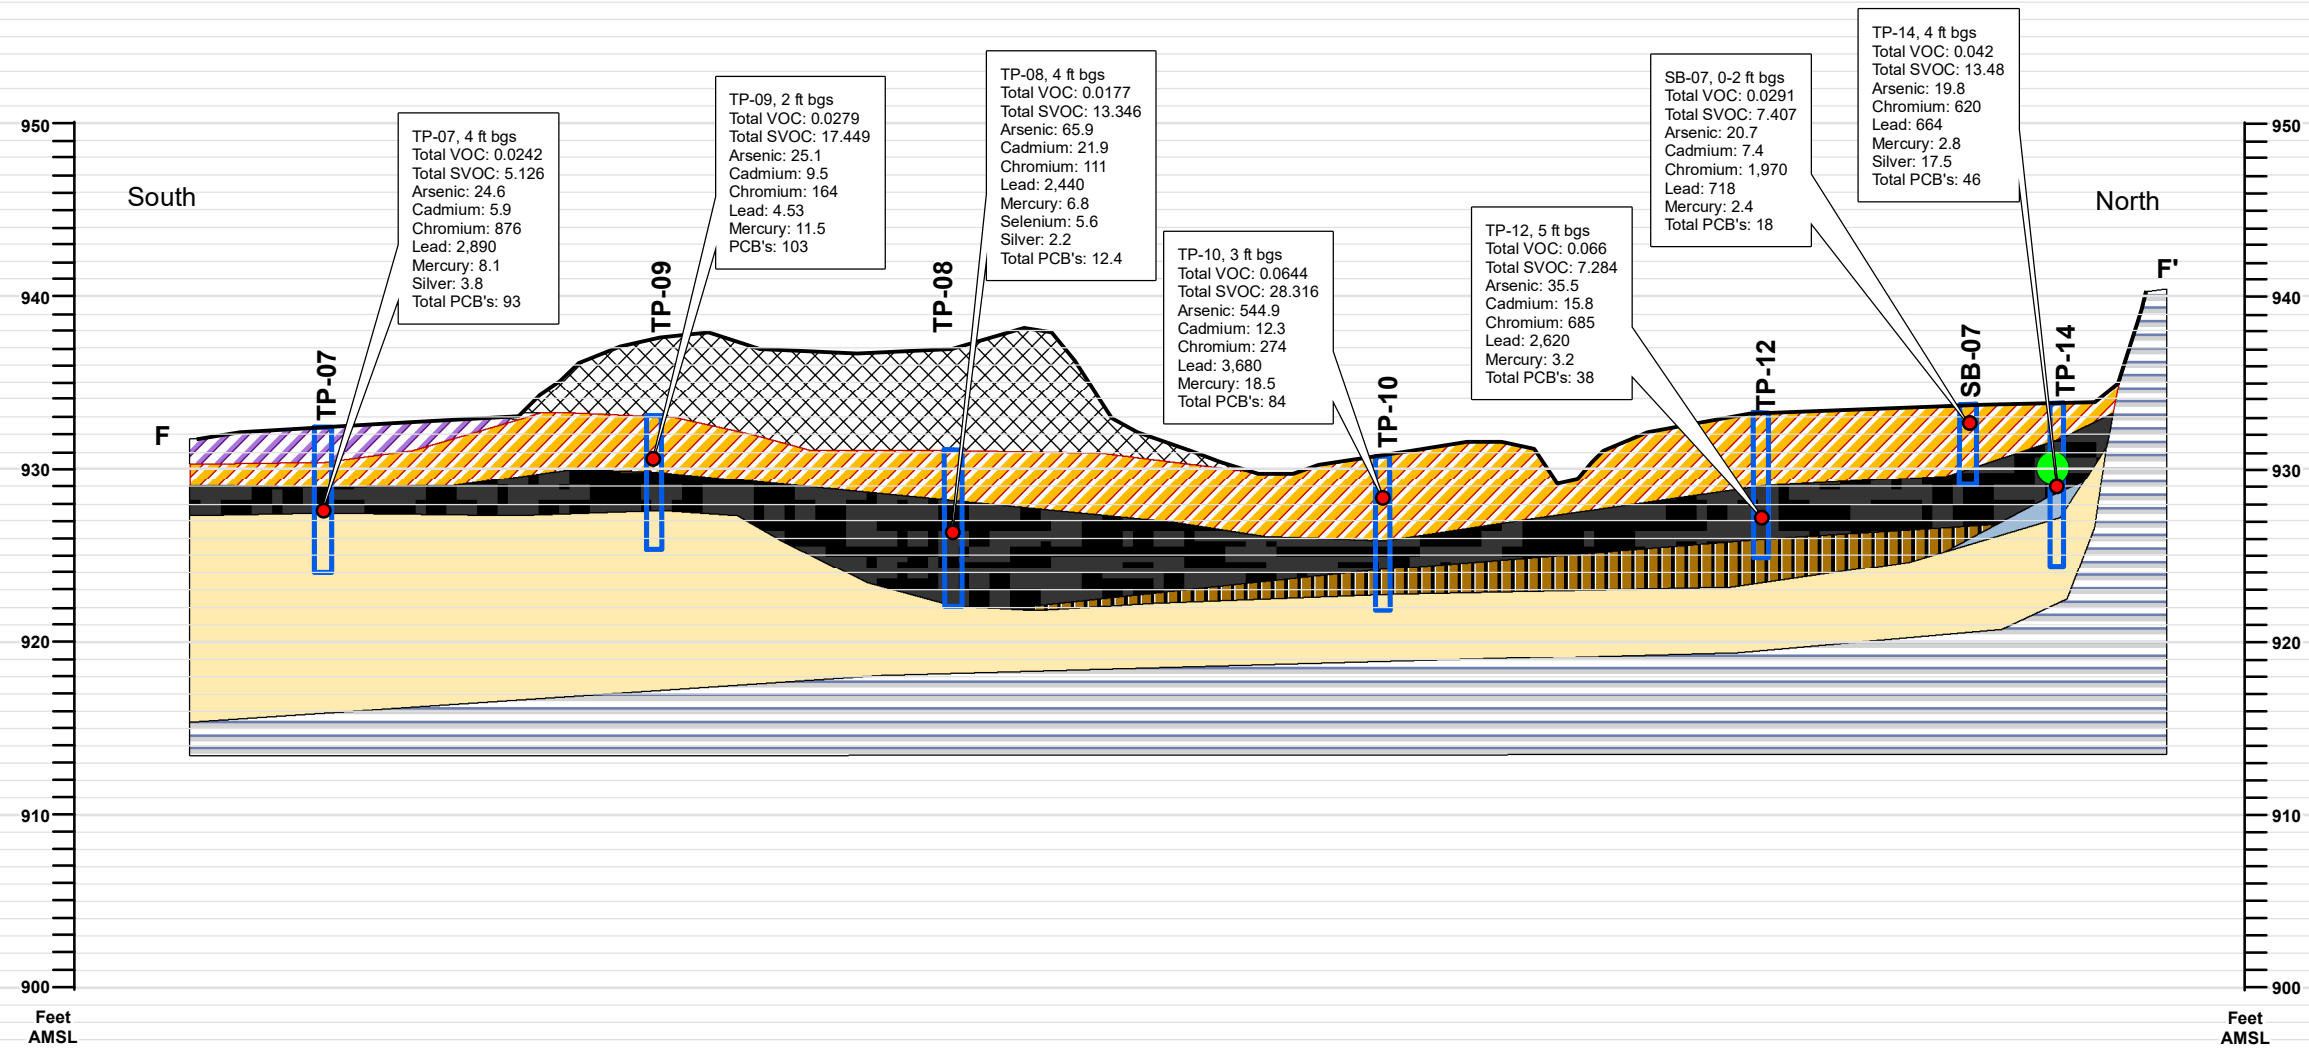 TP-14, 4 ft bgs
Total VOC: 0.042
Total SVOC: 13.48
Arsenic: 19.8
Chromium: 620
Lead: 664
Mercury: 2.8
Silver: 17.5
Total PCB's: 46
TP-08, 4 ft bgs
Total VOC: 0.0177
Total SVOC: 13.346
Arsenic: 65.9
Cadmium: 21.9
Chromium: 111
Lead: 2,440
Mercury: 6.8
Selenium: 5.6
Silver: 2.2
Total PCB's: 12.4
SB-07, 0-2 ft bgs
Total VOC: 0.0291
Total SVOC: 7.407
Arsenic: 20.7
Cadmium: 7.4
Chromium: 1,970
Lead: 718
Mercury: 2.4
Total PCB's: 18
TP-09, 2 ft bgs
Total VOC: 0.0279
Total SVOC: 17.449
Arsenic: 25.1
Cadmium: 9.5
Chromium: 164
Lead: 4.53
Mercury: 11.5
PCB's: 103
TP-07, 4 ft bgs
Total VOC: 0.0242
Total SVOC: 5.126
Arsenic: 24.6
Cadmium: 5.9
Chromium: 876
Lead: 2,890
Mercury: 8.1
Silver: 3.8
Total PCB's: 93
TP-12, 5 ft bgs
Total VOC: 0.066
Total SVOC: 7.284
Arsenic: 35.5
Cadmium: 15.8
Chromium: 685
Lead: 2,620
Mercury: 3.2
Total PCB's: 38
TP-10, 3 ft bgs
Total VOC: 0.0644
Total SVOC: 28.316
Arsenic: 544.9
Cadmium: 12.3
Chromium: 274
Lead: 3,680
Mercury: 18.5
Total PCB's: 84
South
North
F
F'
TP-07
TP-09
TP-08
TP-10
TP-12
SB-07
TP-14
950
940
930
920
910
900
Feet
AMSL
950
940
930
920
910
900
Feet
AMSL